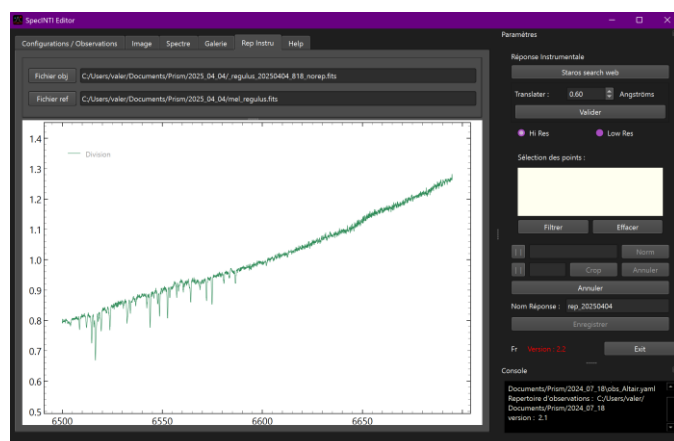 SpecINTI Editor
Configurations / Observations Image Spectre Galerie Rep Instru Help
Fichier obj C:/Users/valer/Documents/Prism/2025_04_04/_regulus_20250404_818_norep.fits
Fichier ref C:/Users/valer/Documents/Prism/2025_04_04/mel_regulus.fits
1.4
1.3
1.2
1.1
1.0
0.9
0.8
0.7
0.6
0.5
Division
6500 6550 6600 6650
Paramètres
Réponse Instrumentale
Staros search web
Translater : 0.60 Angströms
Valider
Hi Res Low Res
Sélection des points :
Filtrer Effacer
[ ] Norm
[ ] Crop Annuler
Annuler
Nom Réponse : rep_20250404
Enregistrer
Fr Version : 2.2 Exit
Console
Documents/Prism/2024_07_18\obs_Altair.yaml
Repertoire d'observations : C:/Users/valer/
Documents/Prism/2024_07_18
version : 2.1